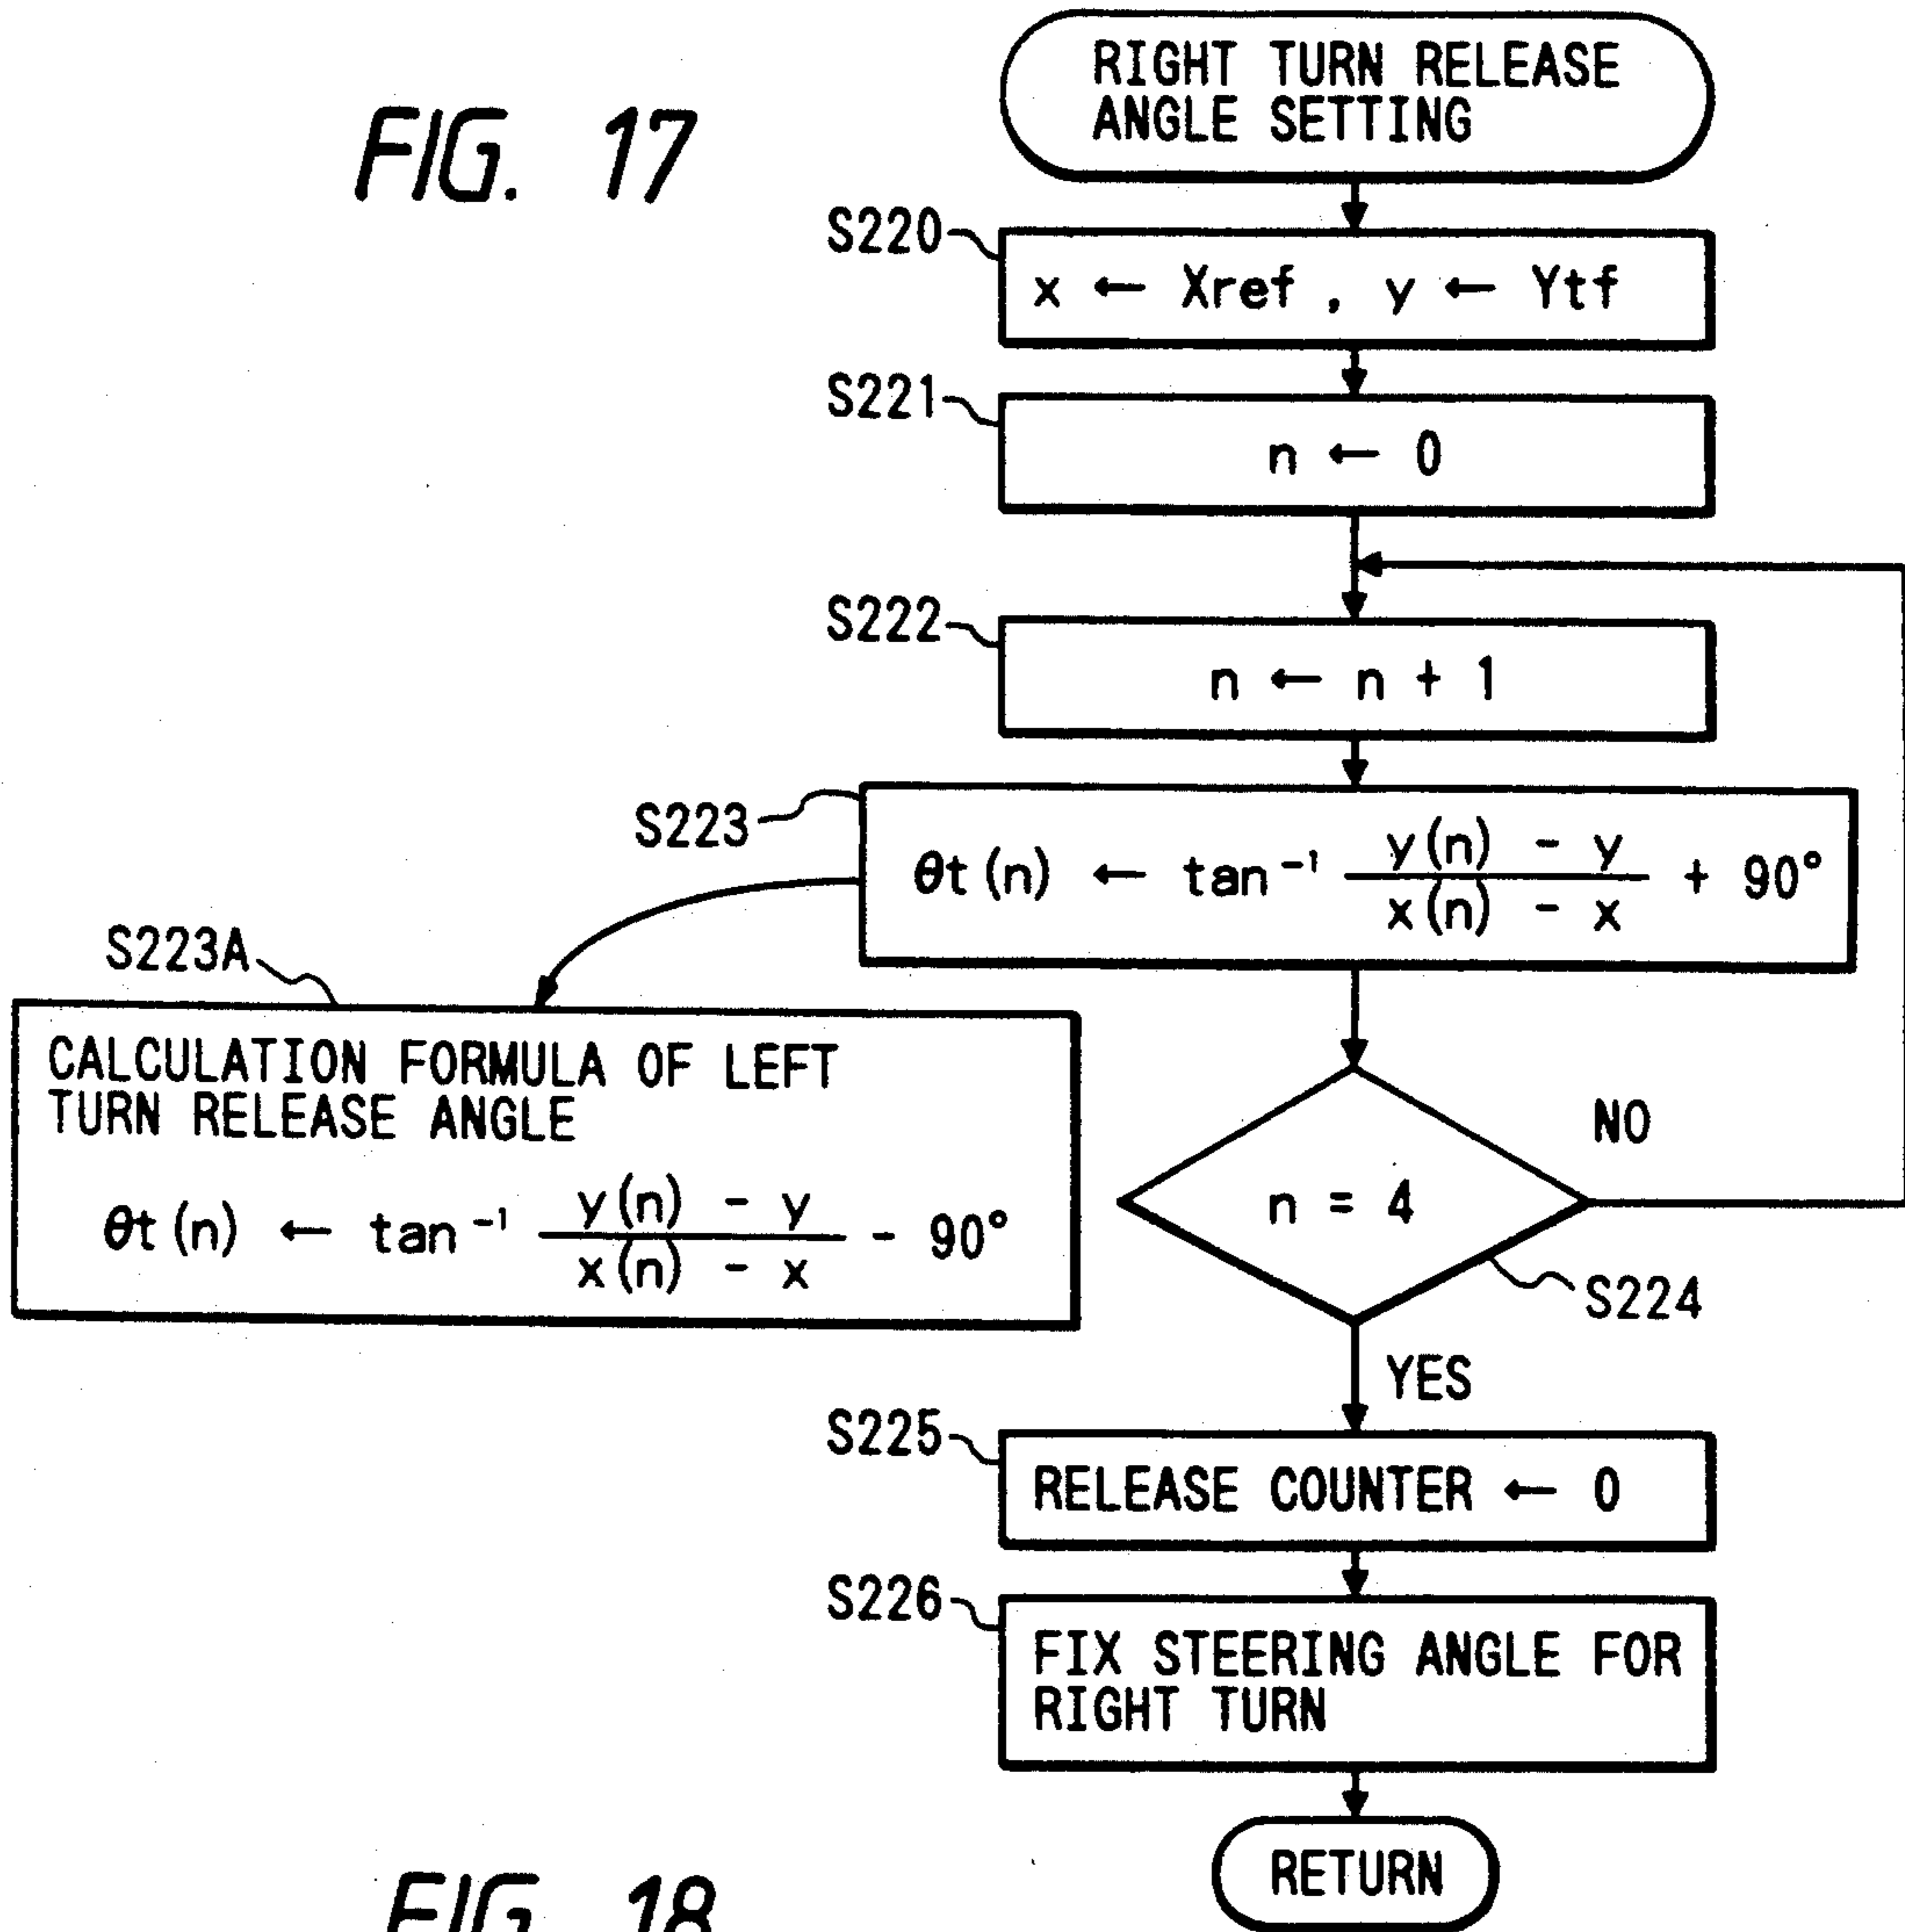 FIG. 17
RIGHT TURN RELEASE
ANGLE SETTING
S220
x ← Xref , y ← Ytf
S221
n ← 0
S222
n ← n + 1
S223
θt(n) ← tan⁻¹ y(n) - y / x(n) - x + 90°
S223A
CALCULATION FORMULA OF LEFT
TURN RELEASE ANGLE
θt(n) ← tan⁻¹ y(n) - y / x(n) - x - 90°
NO
n = 4
S224
YES
S225
RELEASE COUNTER ← 0
S226
FIX STEERING ANGLE FOR
RIGHT TURN
RETURN
FIG. 18